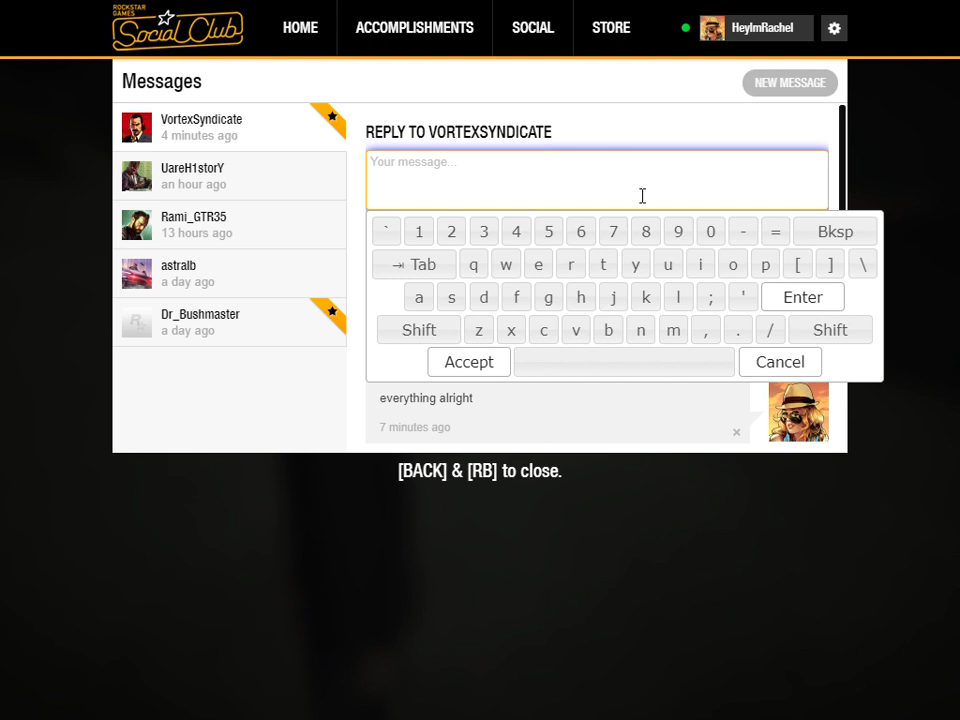 ROCKSTAR
GAMES
Social Club
HOME
ACCOMPLISHMENTS
SOCIAL
STORE
HeyImRachel
Messages
NEW MESSAGE
VortexSyndicate
4 minutes ago
UareH1storY
an hour ago
Rami_GTR35
13 hours ago
astralb
a day ago
Dr_Bushmaster
a day ago
REPLY TO VORTEXSYNDICATE
Your message...
` 1 2 3 4 5 6 7 8 9 0 - = Bksp
⇥ Tab q w e r t y u i o p [ ] \
a s d f g h j k l ; ' Enter
Shift z x c v b n m , . / Shift
Accept Cancel
everything alright
7 minutes ago
[BACK] & [RB] to close.